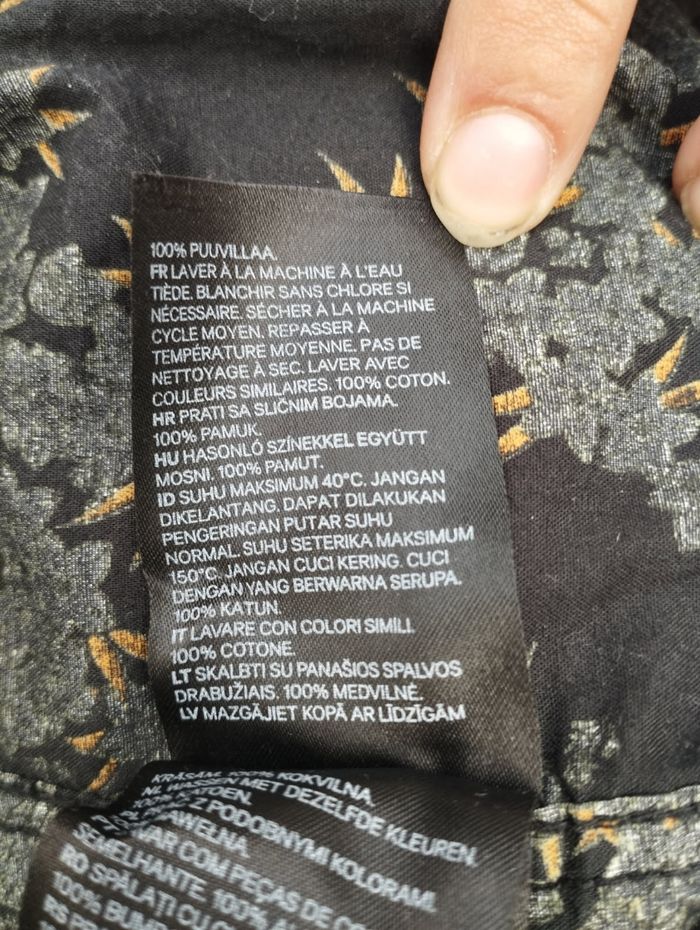 100% PUUVILLAA.
FR LAVER À LA MACHINE À L'EAU
TIÈDE. BLANCHIR SANS CHLORE SI
NÉCESSAIRE. SÉCHER À LA MACHINE
CYCLE MOYEN. REPASSER À
TEMPÉRATURE MOYENNE. PAS DE
NETTOYAGE À SEC. LAVER AVEC
COULEURS SIMILAIRES. 100% COTON.
HR PRATI SA SLIČNIM BOJAMA.
100% PAMUK.
HU HASONLÓ SZÍNEKKEL EGYÜTT
MOSNI. 100% PAMUT.
ID SUHU MAKSIMUM 40°C. JANGAN
DIKELANTANG. DAPAT DILAKUKAN
PENGERINGAN PUTAR SUHU
NORMAL. SUHU SETERIKA MAKSIMUM
150°C. JANGAN CUCI KERING. CUCI
DENGAN YANG BERWARNA SERUPA.
100% KATUN.
IT LAVARE CON COLORI SIMILI.
100% COTONE.
LT SKALBTI SU PANAŠIOS SPALVOS
DRABUŽIAIS. 100% MEDVILNĖ.
LV MAZGĀJIET KOPĀ AR LĪDZĪGĀM
KRĀSĀM. 100% KOKVILNA.
NL WASSEN MET DEZELFDE KLEUREN.
100%
Z PODOBNYMI KOLORAMI.
COM PEÇAS DE
SEMELHANTE. 100%
RO SPĂLAȚI CU
100%